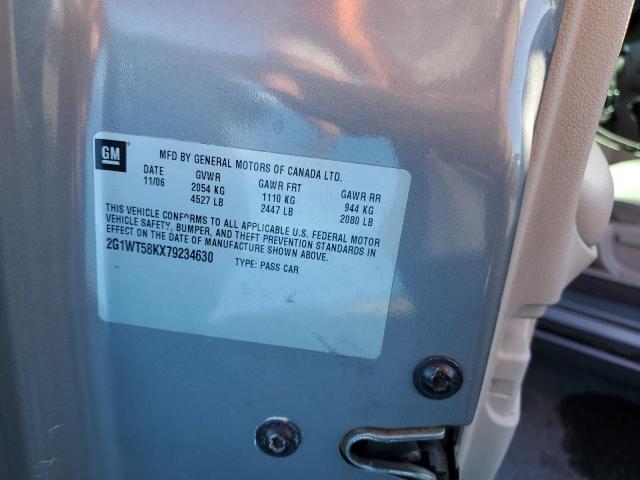 GM
MFD BY GENERAL MOTORS OF CANADA LTD.
DATE GVWR GAWR FRT GAWR RR
11/06 2054 KG 1110 KG 944 KG
4527 LB 2447 LB 2080 LB
THIS VEHICLE CONFORMS TO ALL APPLICABLE U.S. FEDERAL MOTOR
VEHICLE SAFETY, BUMPER, AND THEFT PREVENTION STANDARDS IN
EFFECT ON THE DATE OF MANUFACTURE SHOWN ABOVE.
2G1WT58KX79234630 TYPE: PASS CAR